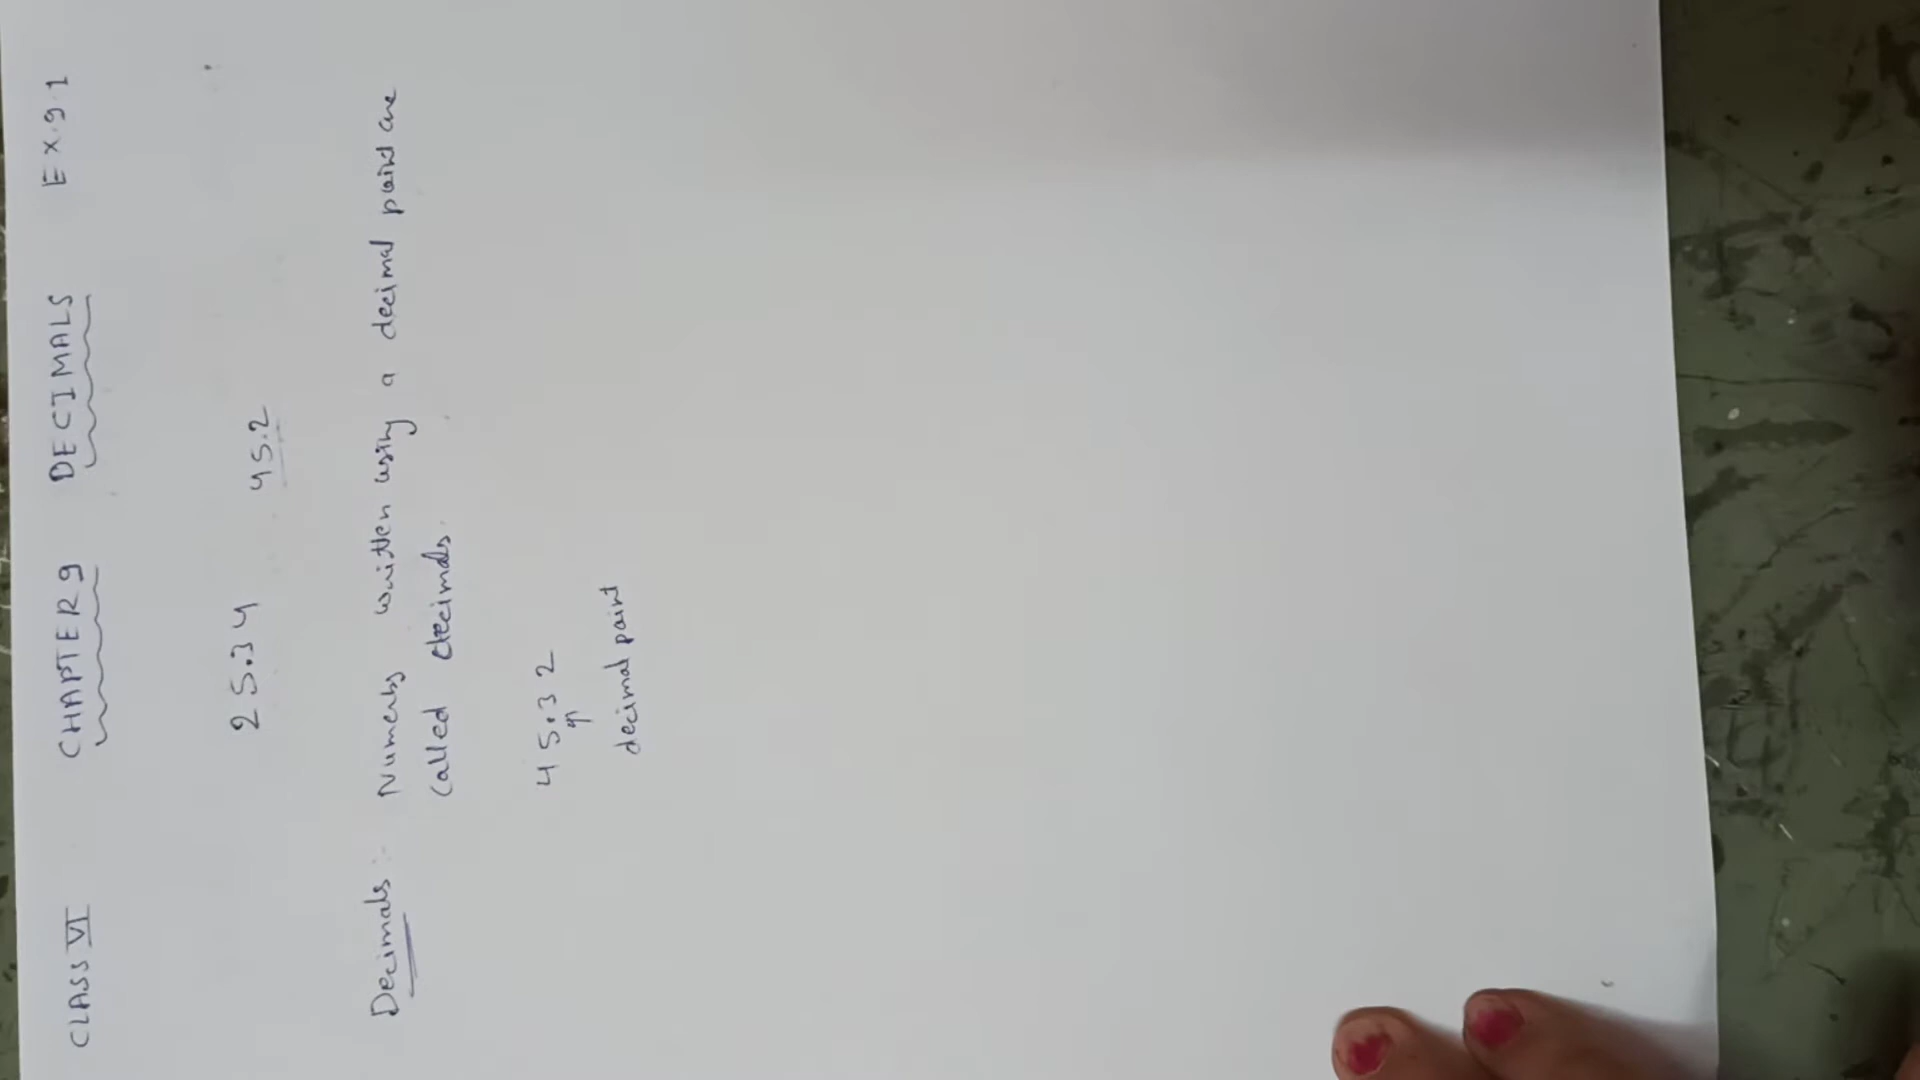 CLASS VI CHAPTER 9 DECIMALS Ex. 9.1
25.34 45.2
Decimals :- Numerbs written using a decimal point are
called decimals.
45.32
decimal point